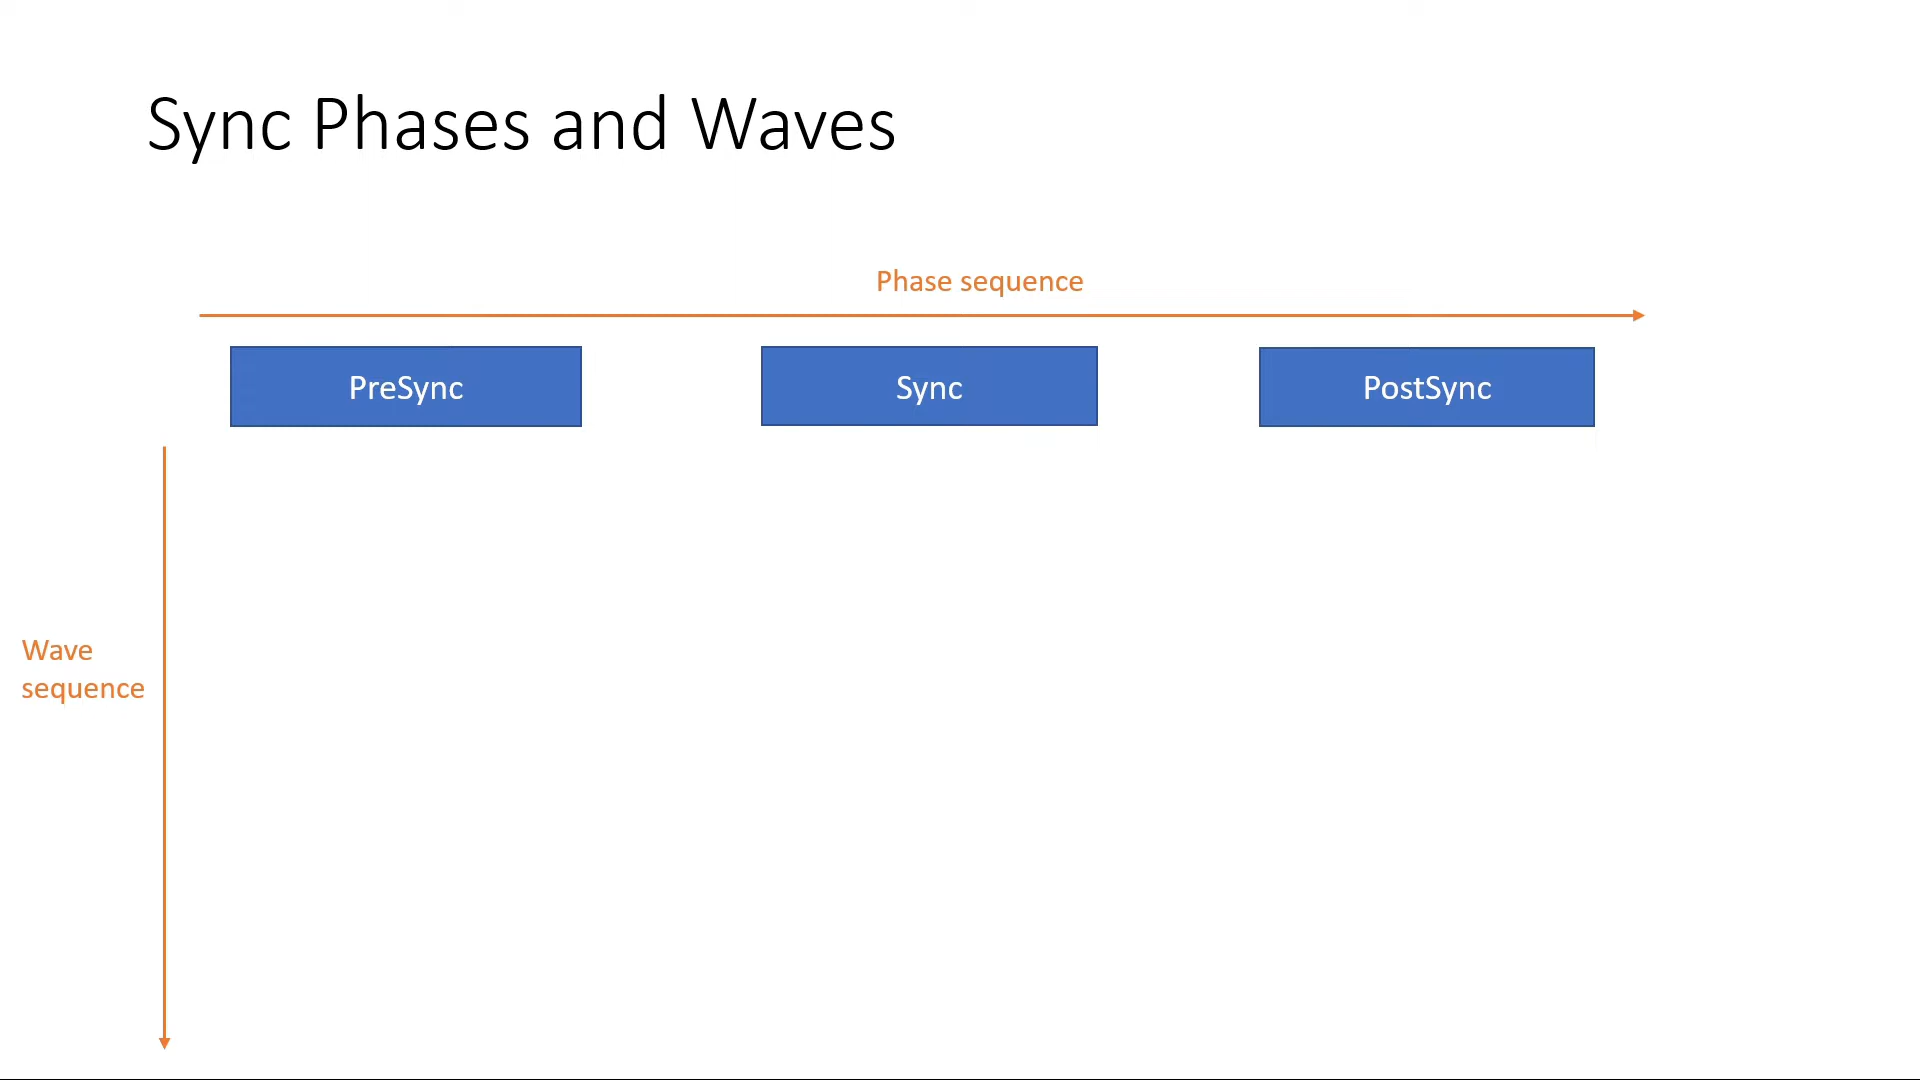 Sync Phases and Waves
Phase sequence
PreSync
Sync
PostSync
Wave
sequence